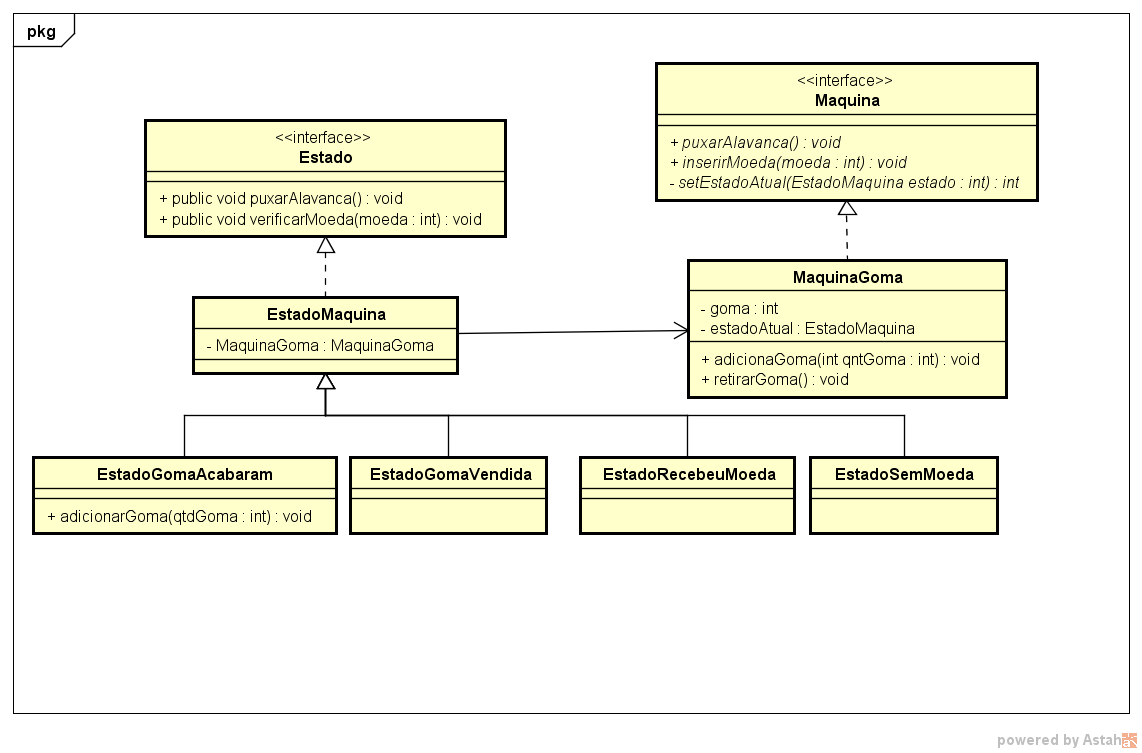 pkg
<<interface>>
Maquina
+ puxarAlavanca() : void
+ inserirMoeda(moeda : int) : void
- setEstadoAtual(EstadoMaquina estado : int) : int
<<interface>>
Estado
+ public void puxarAlavanca() : void
+ public void verificarMoeda(moeda : int) : void
MaquinaGoma
- goma : int
- estadoAtual : EstadoMaquina
+ adicionaGoma(int qntGoma : int) : void
+ retirarGoma() : void
EstadoMaquina
- MaquinaGoma : MaquinaGoma
EstadoGomaAcabaram
+ adicionarGoma(qtdGoma : int) : void
EstadoGomaVendida
EstadoRecebeuMoeda
EstadoSemMoeda
powered by Astah